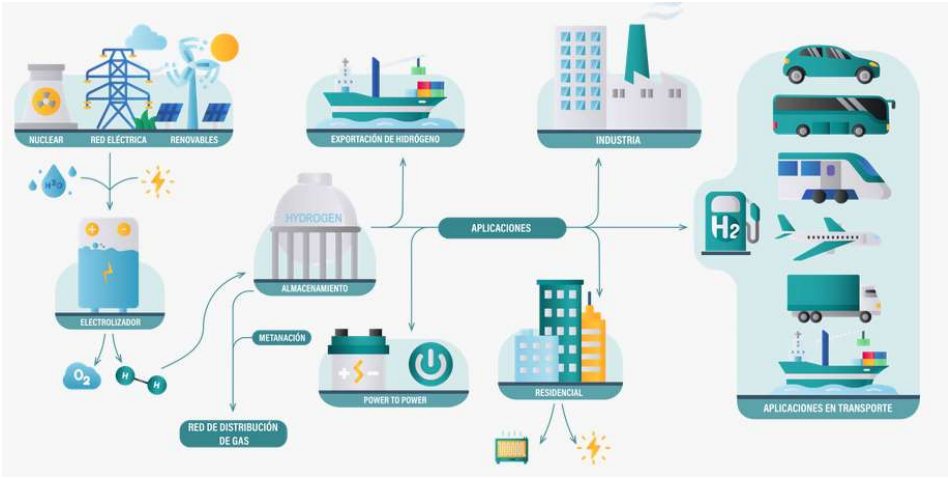 NUCLEAR
RED ELÉCTRICA
RENOVABLES
EXPORTACIÓN DE HIDRÓGENO
INDUSTRIA
H2O
HYDROGEN
APLICACIONES
H2
ALMACENAMIENTO
ELECTROLIZADOR
METANACIÓN
O2
H H
POWER TO POWER
RESIDENCIAL
APLICACIONES EN TRANSPORTE
RED DE DISTRIBUCIÓN
DE GAS